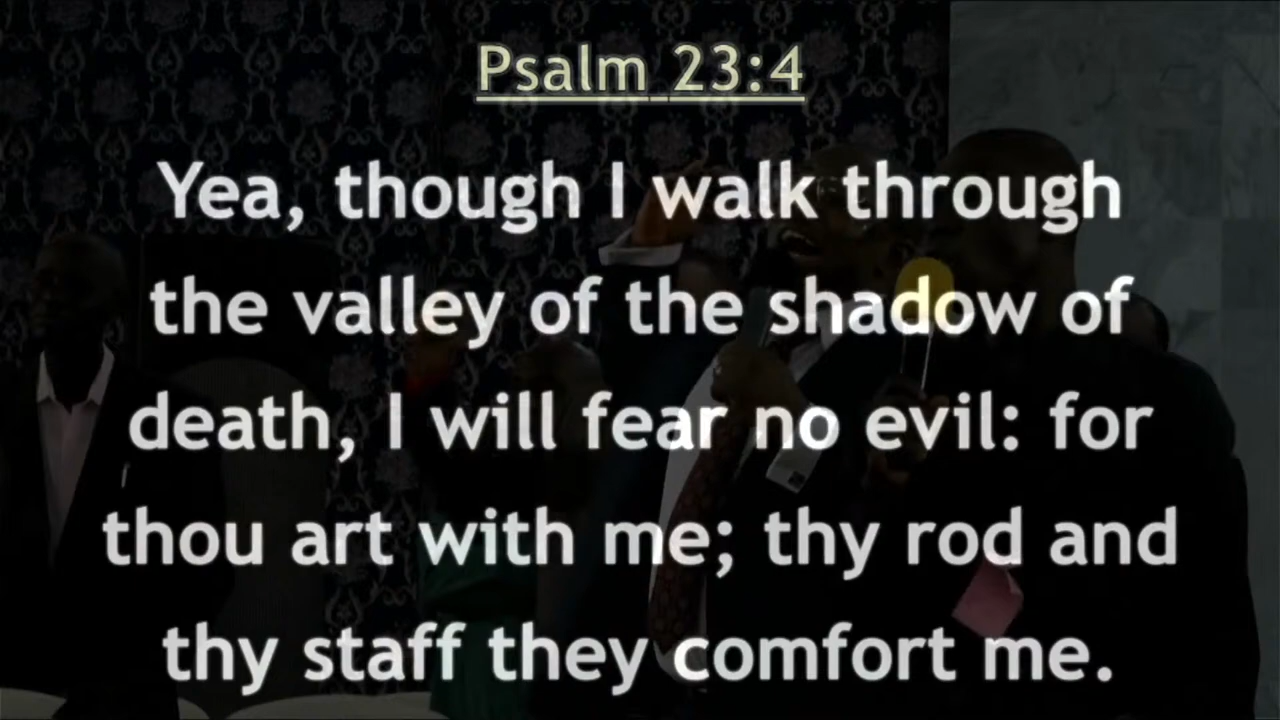 Psalm 23:4
Yea, though I walk through
the valley of the shadow of
death, I will fear no evil: for
thou art with me; thy rod and
thy staff they comfort me.